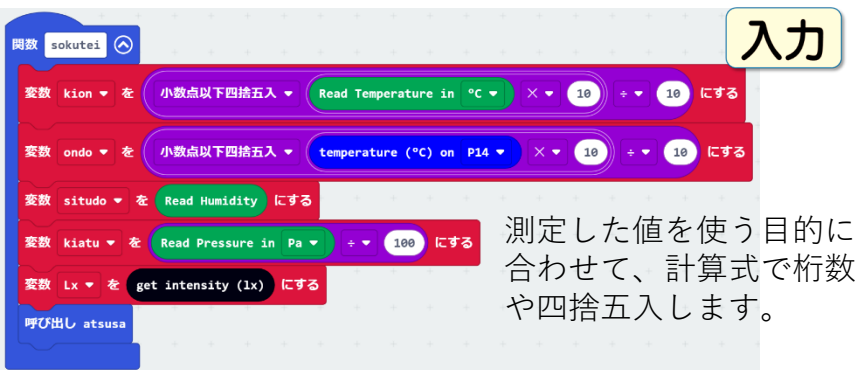 入力
関数 sokutei
変数 kion を 小数点以下四捨五入 Read Temperature in °C × 10 ÷ 10 にする
変数 ondo を 小数点以下四捨五入 temperature (°C) on P14 × 10 ÷ 10 にする
変数 situdo を Read Humidity にする
変数 kiatu を Read Pressure in Pa ÷ 100 にする
変数 Lx を get intensity (lx) にする
呼び出し atsusa
測定した値を使う目的に
合わせて、計算式で桁数
や四捨五入します。